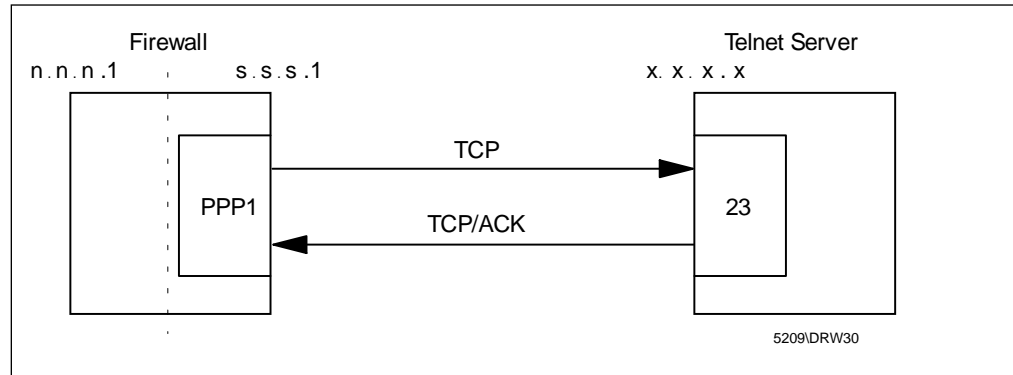 Firewall
Telnet Server
n.n.n.1
s.s.s.1
x.x.x.x
TCP
PPP1
23
TCP/ACK
5209\DRW30